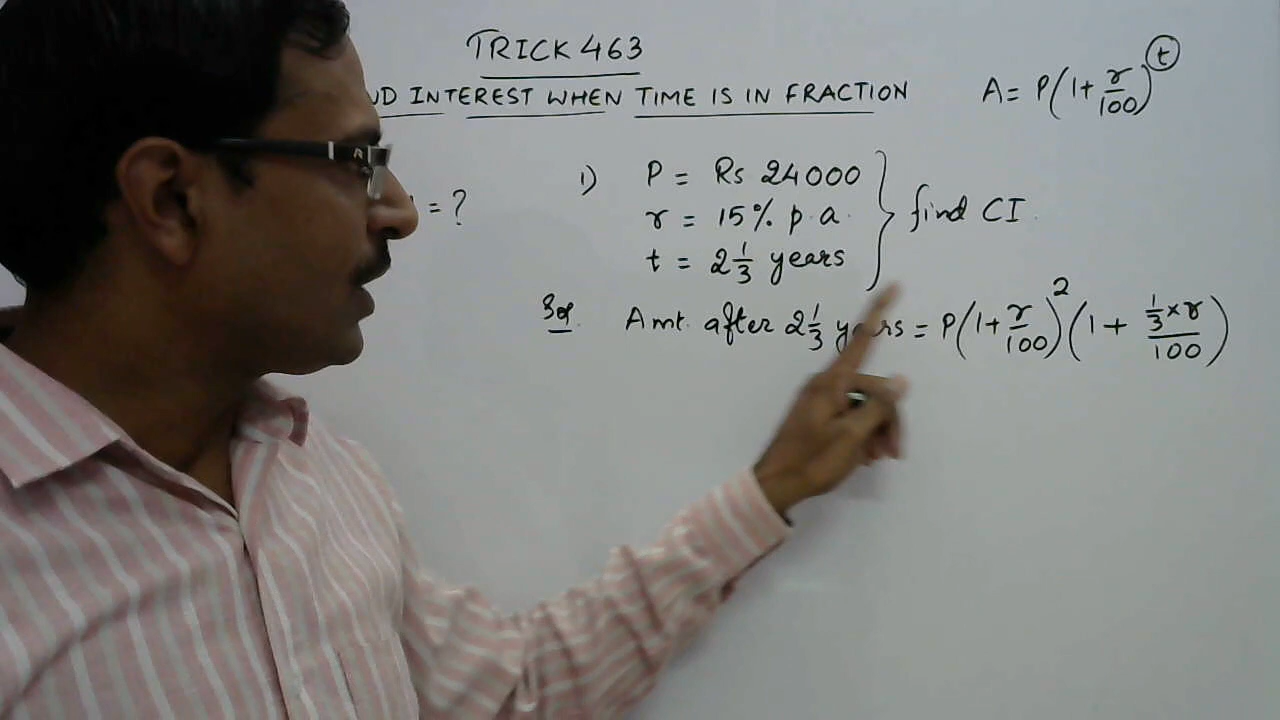 TRICK 463
INTEREST WHEN TIME IS IN FRACTION
A = P(1 + r/100)^t
= ?
1) P = Rs 24000
r = 15% p.a.
t = 2 1/3 years
} find CI.
Sol. Amt. after 2 1/3 years = P(1 + r/100)^2 (1 + 1/3 × r/100)